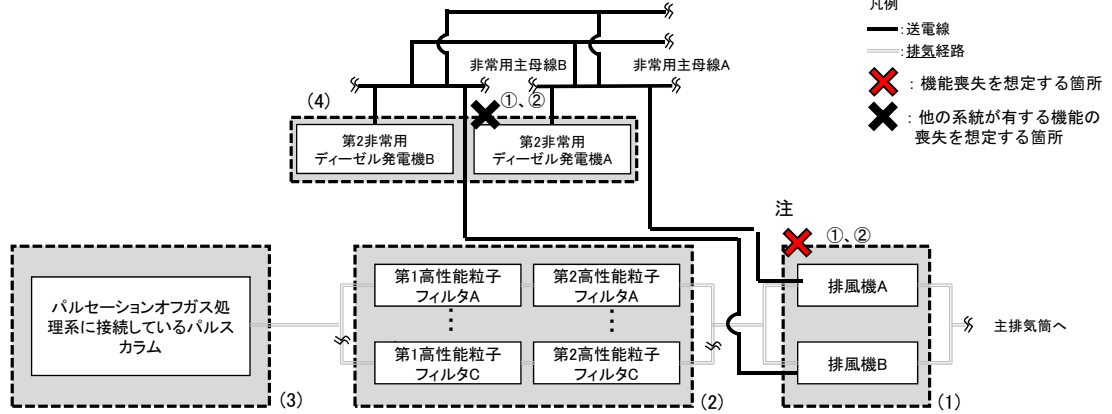 凡例
:送電線
:排気経路
:機能喪失を想定する箇所
:他の系統が有する機能の
喪失を想定する箇所
非常用主母線B
非常用主母線A
(4)
①、②
第2非常用
ディーゼル発電機B
第2非常用
ディーゼル発電機A
注
①、②
パルセーションオフガス処
理系に接続しているパルス
カラム
(3)
第1高性能粒子
フィルタA
第2高性能粒子
フィルタA
第1高性能粒子
フィルタC
第2高性能粒子
フィルタC
(2)
排風機A
排風機B
(1)
主排気筒へ